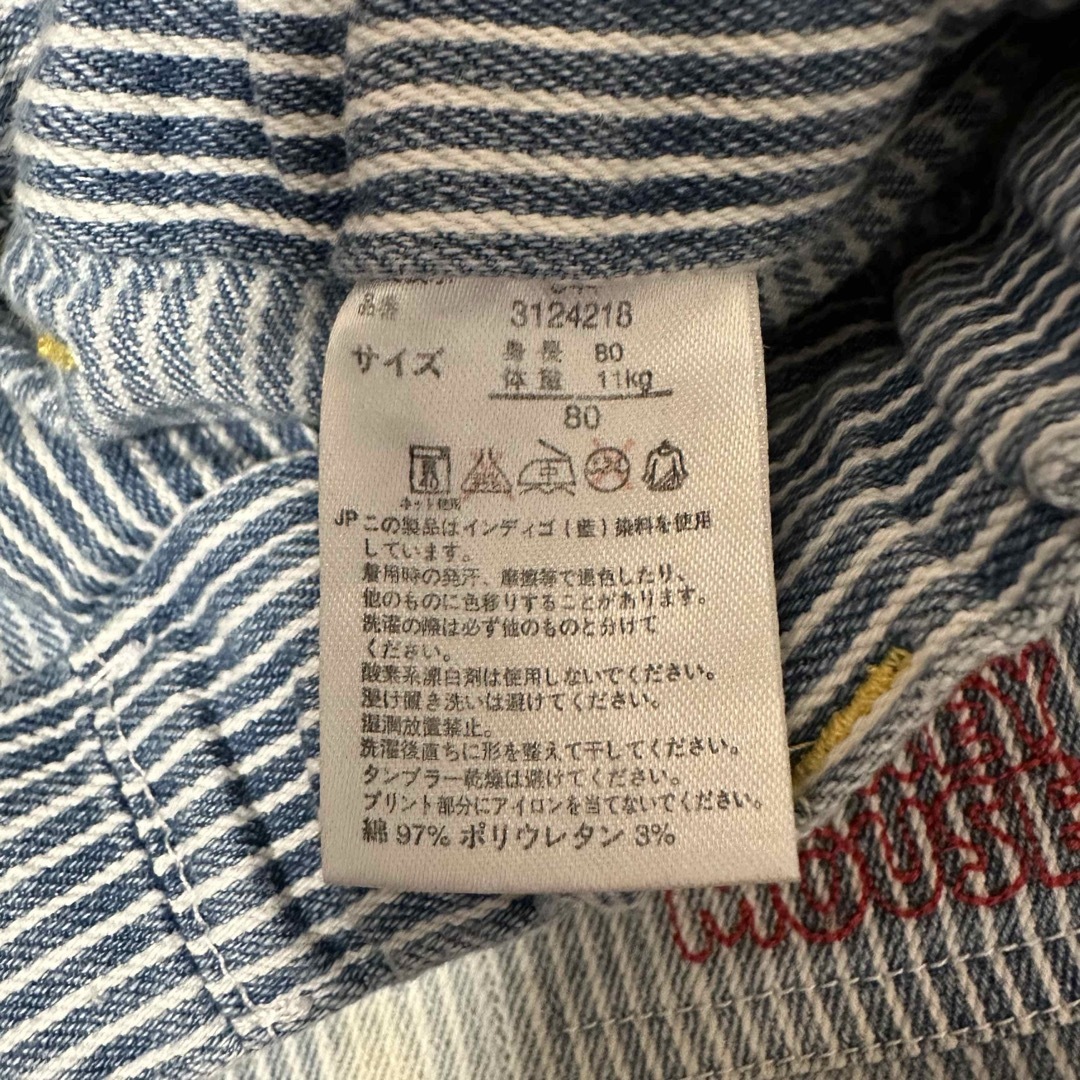 品番 3124218
サイズ
身長 80
体重 11kg
80
中
ネット使用
JP この製品はインディゴ(藍)染料を使用
しています。
着用時の発汗、摩擦等で退色したり、
他のものに色移りすることがあります。
洗濯の際は必ず他のものと分けて
ください。
酸素系漂白剤は使用しないでください。
浸け置き洗いは避けてください。
湿潤放置禁止。
洗濯後直ちに形を整えて干してください。
タンブラー乾燥は避けてください。
プリント部分にアイロンを当てないでください。
綿 97% ポリウレタン 3%
MOUSE